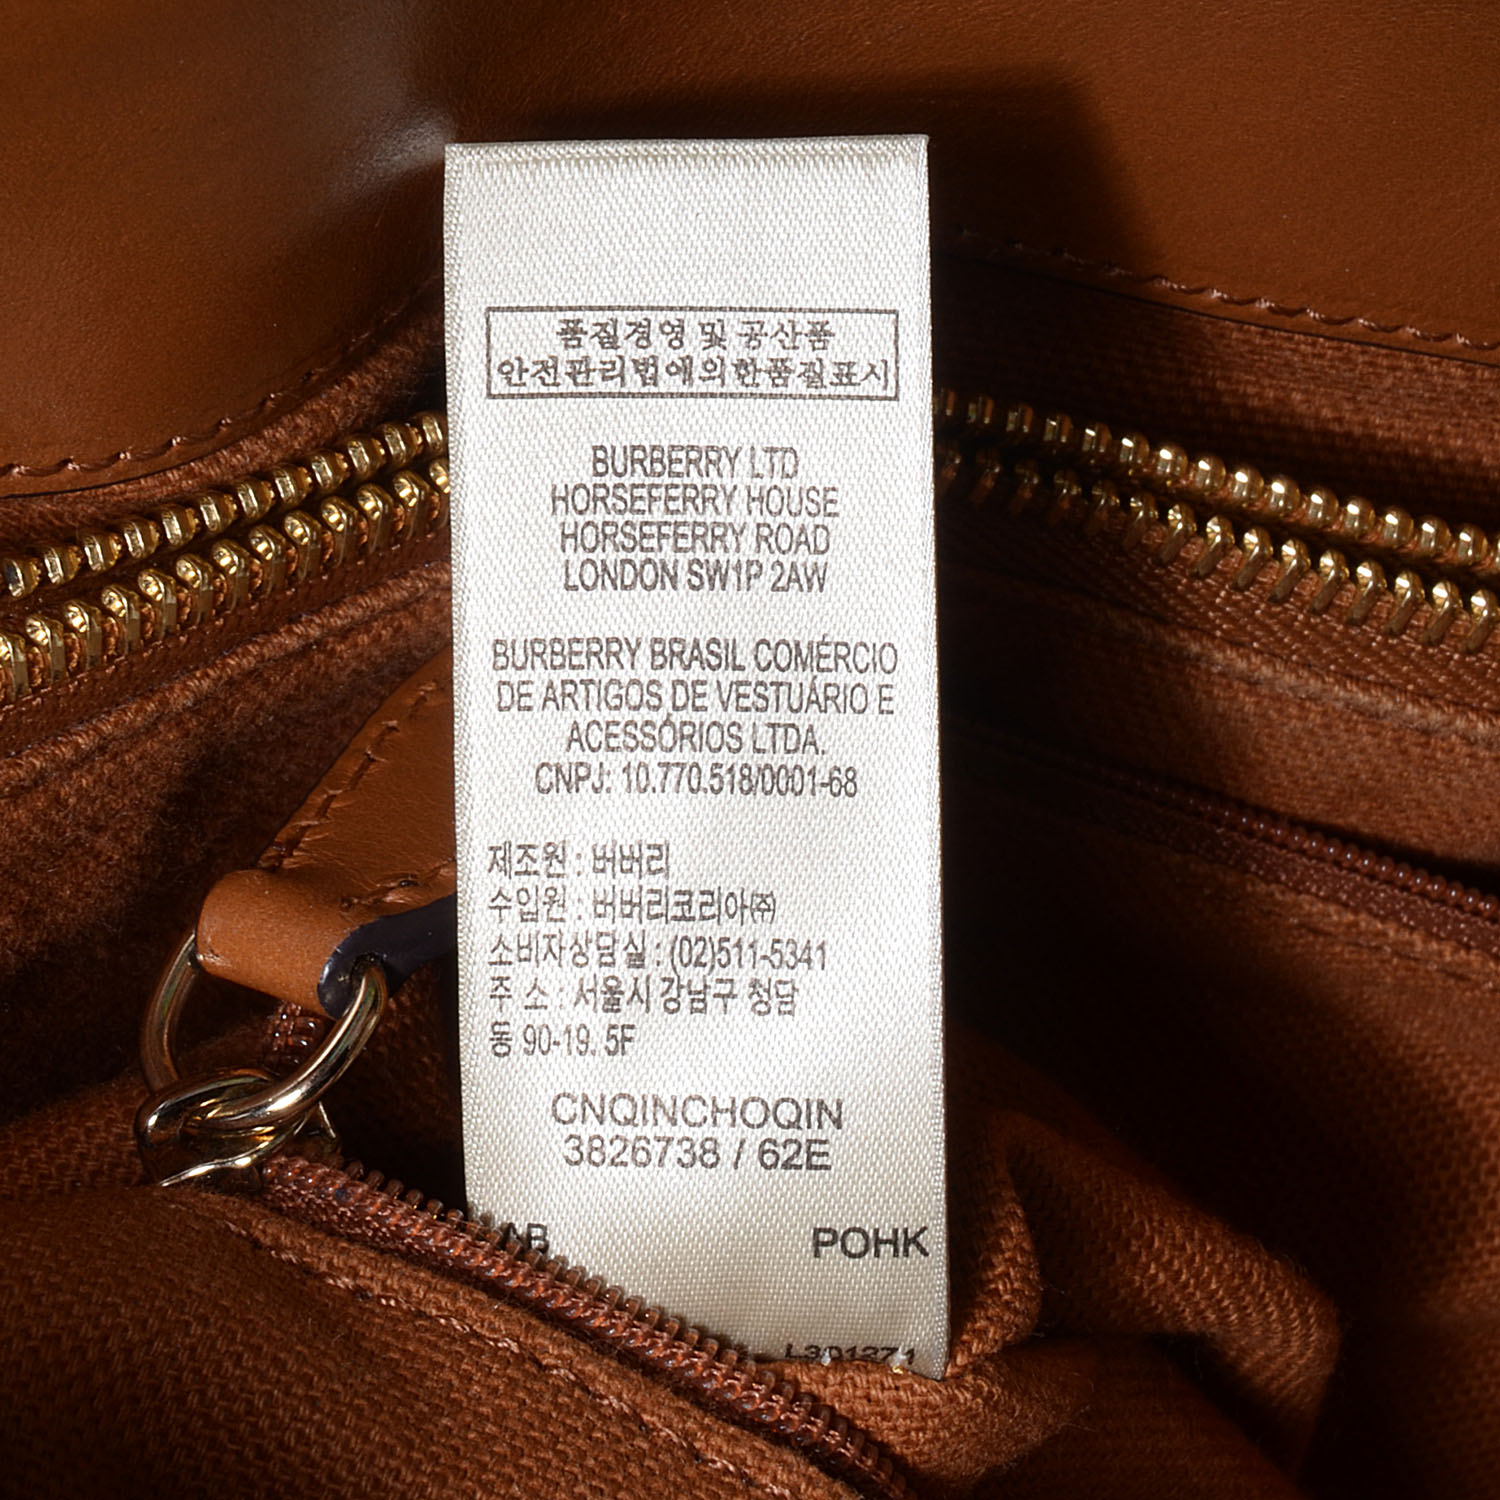 품질경영 및 공산품
안전관리법에의한품질표시
BURBERRY LTD
HORSEFERRY HOUSE
HORSEFERRY ROAD
LONDON SW1P 2AW
BURBERRY BRASIL COMÉRCIO
DE ARTIGOS DE VESTUÁRIO E
ACESSÓRIOS LTDA.
CNPJ: 10.770.518/0001-68
제조원 : 버버리
수입원 : 버버리코리아㈜
소비자상담실 : (02)511-5341
주 소 : 서울시 강남구 청담
동 90-19. 5F
CNQINCHOQIN
3826738 / 62E
POHK